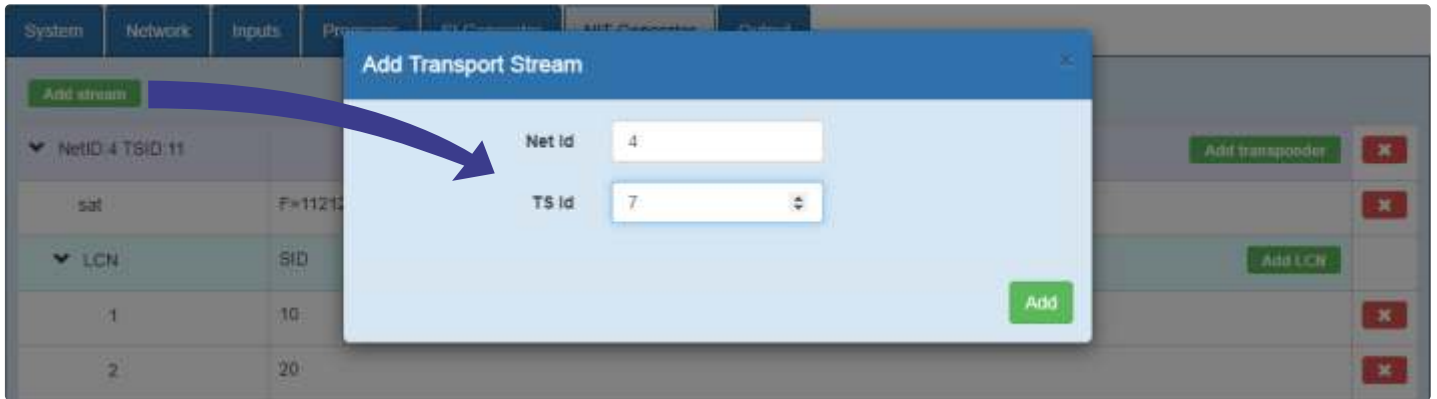 System Network Inputs
Add Transport Stream
Add stream
Net Id 4
NetID:4 TSID:11 Add transponder
TS Id 7
sat F=11212
LCN SID Add LCN
Add
1 10
2 20